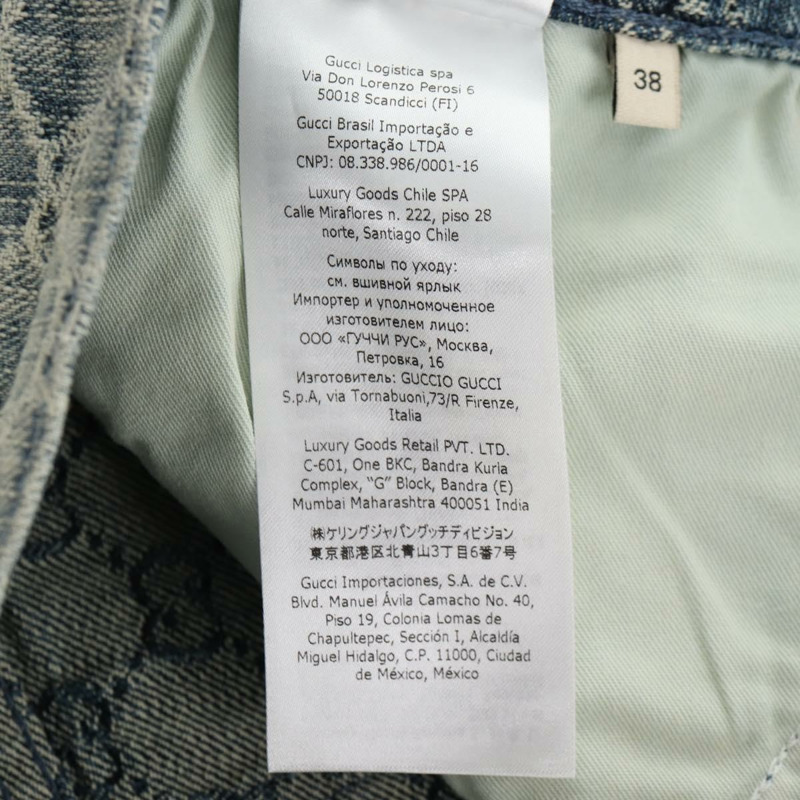 Gucci Logistica spa
Via Don Lorenzo Perosi 6
50018 Scandicci (FI)
Gucci Brasil Importação e
Exportação LTDA
CNPJ: 08.338.986/0001-16
Luxury Goods Chile SPA
Calle Miraflores n. 222, piso 28
norte, Santiago Chile
Символы по уходу:
см. вшивной ярлык
Импортер и уполномоченное
изготовителем лицо:
ООО «ГУЧЧИ РУС», Москва,
Петровка, 16
Изготовитель: GUCCIO GUCCI
S.p.A, via Tornabuoni,73/R Firenze,
Italia
Luxury Goods Retail PVT. LTD.
C-601, One BKC, Bandra Kurla
Complex, “G” Block, Bandra (E)
Mumbai Maharashtra 400051 India
㈱ケリングジャパングッチディビジョン
東京都港区北青山3丁目6番7号
Gucci Importaciones, S.A. de C.V.
Blvd. Manuel Ávila Camacho No. 40,
Piso 19, Colonia Lomas de
Chapultepec, Sección I, Alcaldía
Miguel Hidalgo, C.P. 11000, Ciudad
de México, México
38